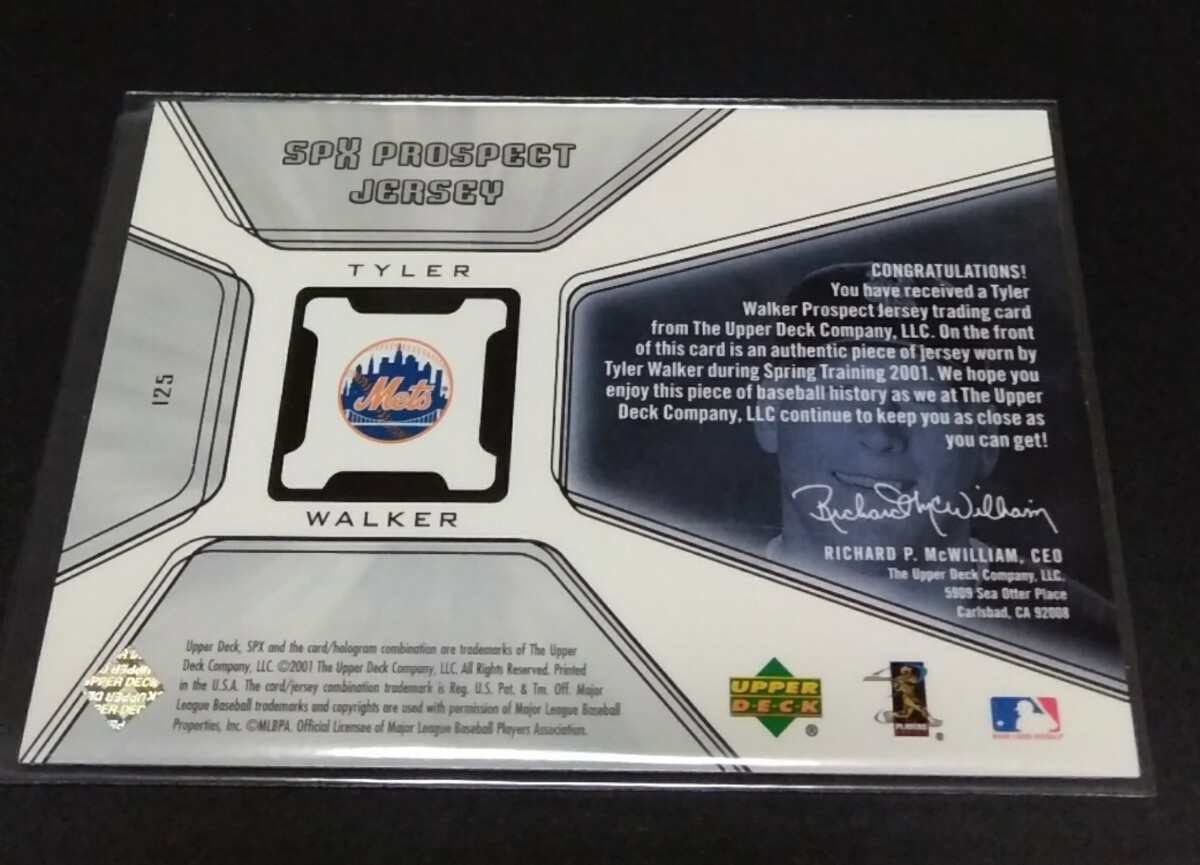 SPX PROSPECT
JERSEY
TYLER
Mets
WALKER
125
CONGRATULATIONS!
You have received a Tyler
Walker Prospect Jersey trading card
from The Upper Deck Company, LLC. On the front
of this card is an authentic piece of jersey worn by
Tyler Walker during Spring Training 2001. We hope you
enjoy this piece of baseball history as we at The Upper
Deck Company, LLC continue to keep you as close as
you can get!
Richard McWilliam
RICHARD P. McWILLIAM, CEO
The Upper Deck Company, LLC.
5909 Sea Otter Place
Carlsbad, CA 92008
Upper Deck, SPX and the card/hologram combination are trademarks of The Upper
Deck Company, LLC. ©2001 The Upper Deck Company, LLC. All Rights Reserved. Printed
in the U.S.A. The card/jersey combination trademark is Reg. U.S. Pat. & Tm. Off. Major
League Baseball trademarks and copyrights are used with permission of Major League Baseball
Properties, Inc. ©MLBPA. Official Licensee of Major League Baseball Players Association.
UPPER
D·E·C·K
®